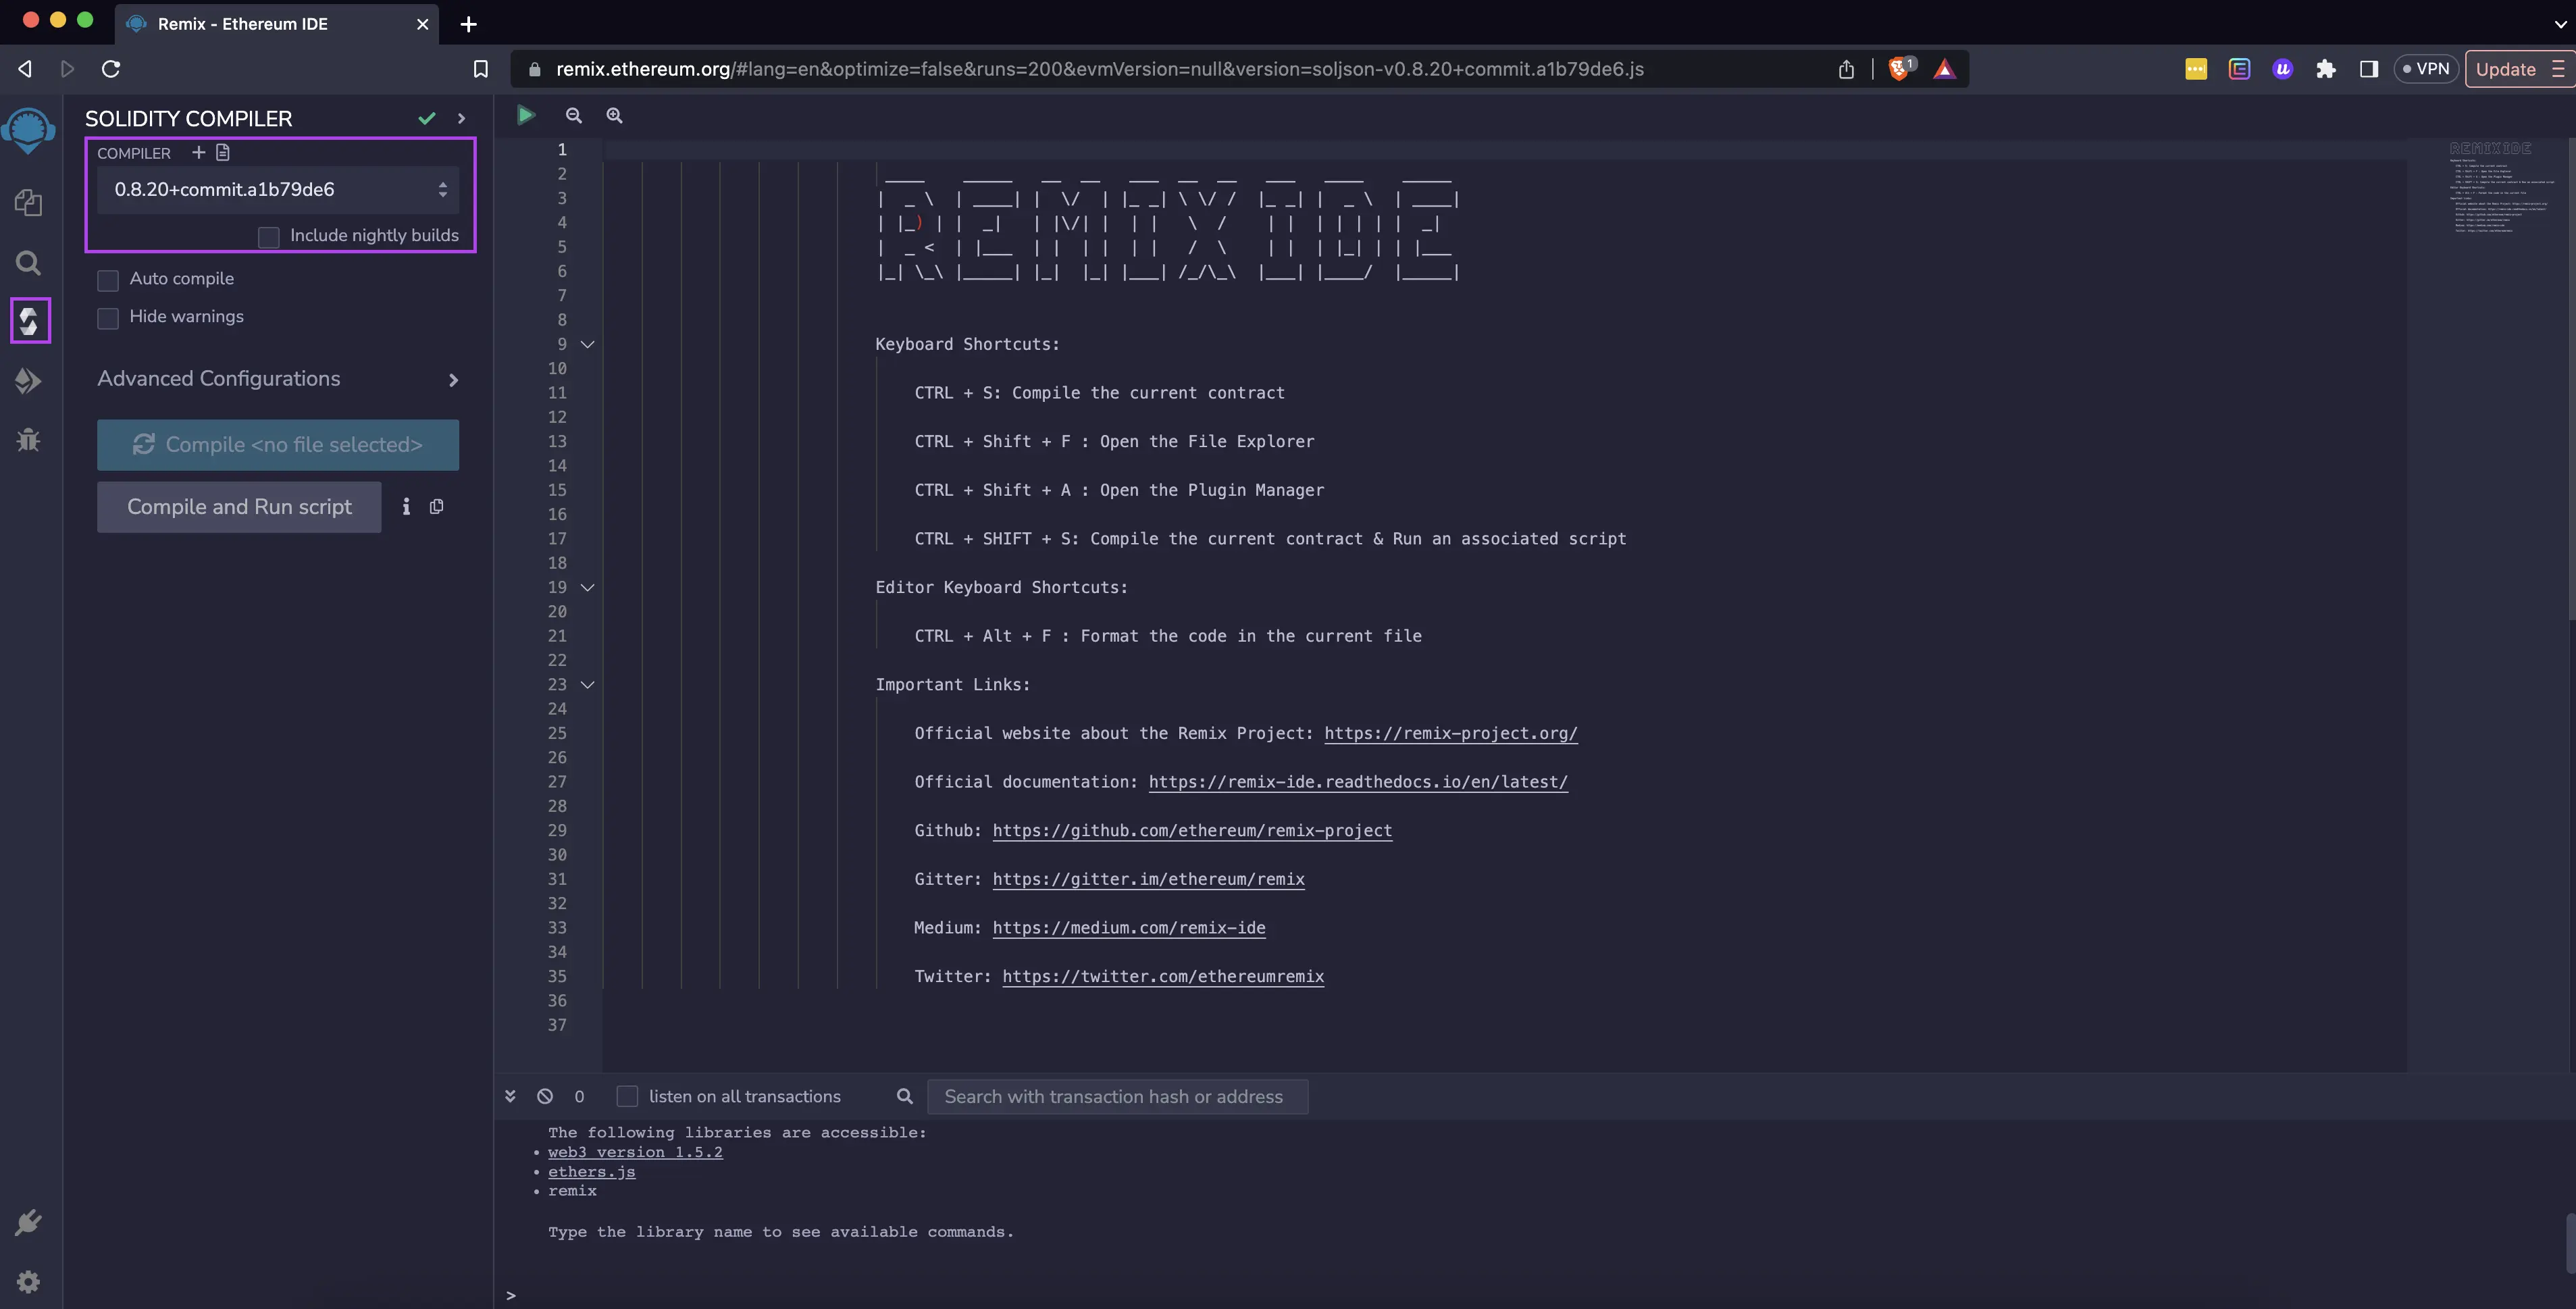 Remix - Ethereum IDE
remix.ethereum.org/#lang=en&optimize=false&runs=200&evmVersion=null&version=soljson-v0.8.20+commit.a1b79de6.js
1
VPN
Update
SOLIDITY COMPILER
COMPILER
0.8.20+commit.a1b79de6
Include nightly builds
Auto compile
Hide warnings
Advanced Configurations
Compile <no file selected>
Compile and Run script
i
1
2
3
4
5
6
7
8
9 Keyboard Shortcuts:
10
11 CTRL + S: Compile the current contract
12
13 CTRL + Shift + F : Open the File Explorer
14
15 CTRL + Shift + A : Open the Plugin Manager
16
17 CTRL + SHIFT + S: Compile the current contract & Run an associated script
18
19 Editor Keyboard Shortcuts:
20
21 CTRL + Alt + F : Format the code in the current file
22
23 Important Links:
24
25 Official website about the Remix Project: https://remix-project.org/
26
27 Official documentation: https://remix-ide.readthedocs.io/en/latest/
28
29 Github: https://github.com/ethereum/remix-project
30
31 Gitter: https://gitter.im/ethereum/remix
32
33 Medium: https://medium.com/remix-ide
34
35 Twitter: https://twitter.com/ethereumremix
36
37
REMIX IDE
0 listen on all transactions Search with transaction hash or address
The following libraries are accessible:
• web3 version 1.5.2
• ethers.js
• remix
Type the library name to see available commands.
>